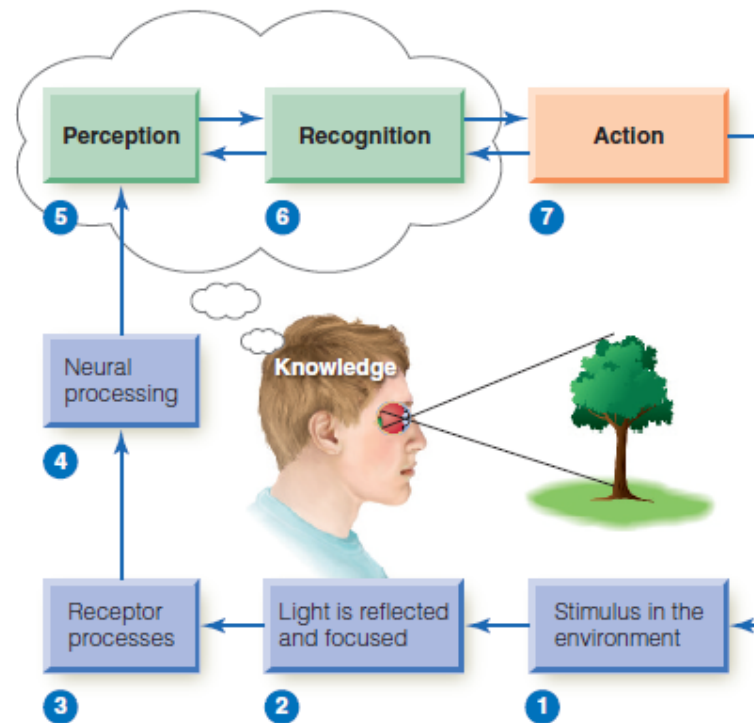 Perception
Recognition
Action
5
6
7
Neural
processing
Knowledge
4
Receptor
processes
Light is reflected
and focused
Stimulus in the
environment
3
2
1